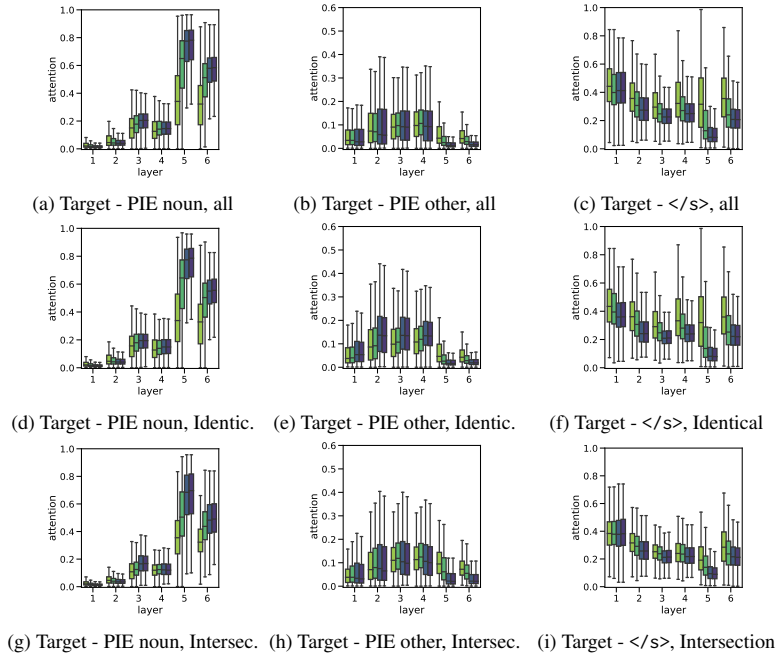 1.0
0.8
0.6
0.4
0.2
0.0
attention
1 2 3 4 5 6
layer
0.6
0.5
0.4
0.3
0.2
0.1
0.0
attention
1 2 3 4 5 6
layer
1.0
0.8
0.6
0.4
0.2
0.0
attention
1 2 3 4 5 6
layer
(a) Target - PIE noun, all
(b) Target - PIE other, all
(c) Target - </s>, all
1.0
0.8
0.6
0.4
0.2
0.0
attention
1 2 3 4 5 6
layer
0.6
0.5
0.4
0.3
0.2
0.1
0.0
attention
1 2 3 4 5 6
layer
1.0
0.8
0.6
0.4
0.2
0.0
attention
1 2 3 4 5 6
layer
(d) Target - PIE noun, Identic.
(e) Target - PIE other, Identic.
(f) Target - </s>, Identical
1.0
0.8
0.6
0.4
0.2
0.0
attention
1 2 3 4 5 6
layer
0.6
0.5
0.4
0.3
0.2
0.1
0.0
attention
1 2 3 4 5 6
layer
1.0
0.8
0.6
0.4
0.2
0.0
attention
1 2 3 4 5 6
layer
(g) Target - PIE noun, Intersec.
(h) Target - PIE other, Intersec.
(i) Target - </s>, Intersection